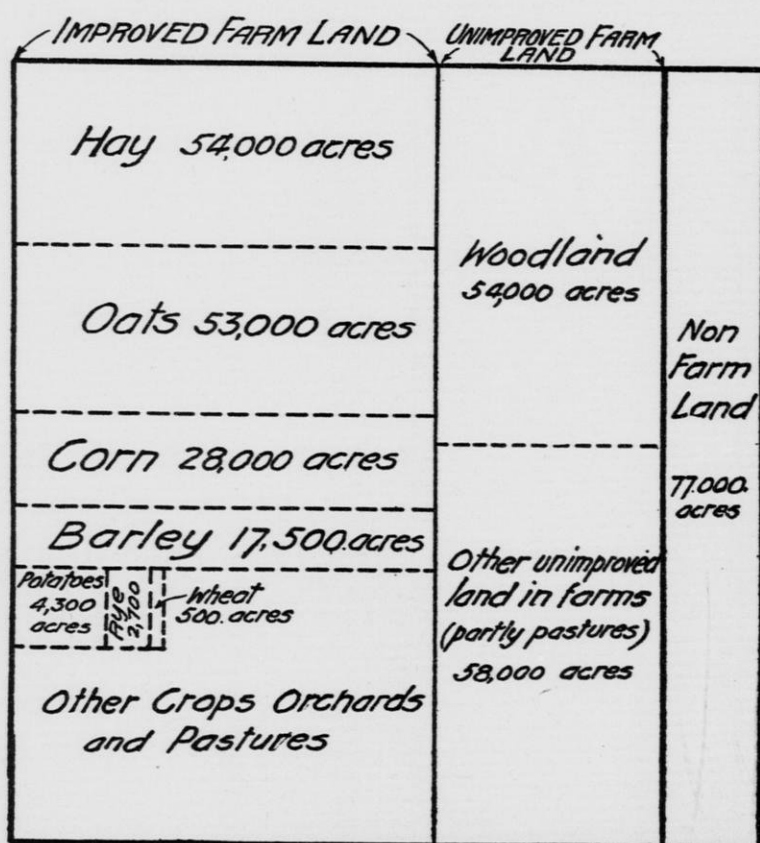 IMPROVED FARM LAND
UNIMPROVED FARM
LAND
Hay 54,000 acres
Oats 53,000 acres
Corn 28,000 acres
Barley 17,500.acres
Potatoes
4,300
acres
Rye
2,700
Wheat
500. acres
Other Crops Orchards
and Pastures
Woodland
54,000 acres
Other unimproved
land in farms
(partly pastures)
58,000 acres
Non
Farm
Land
77.000.
acres